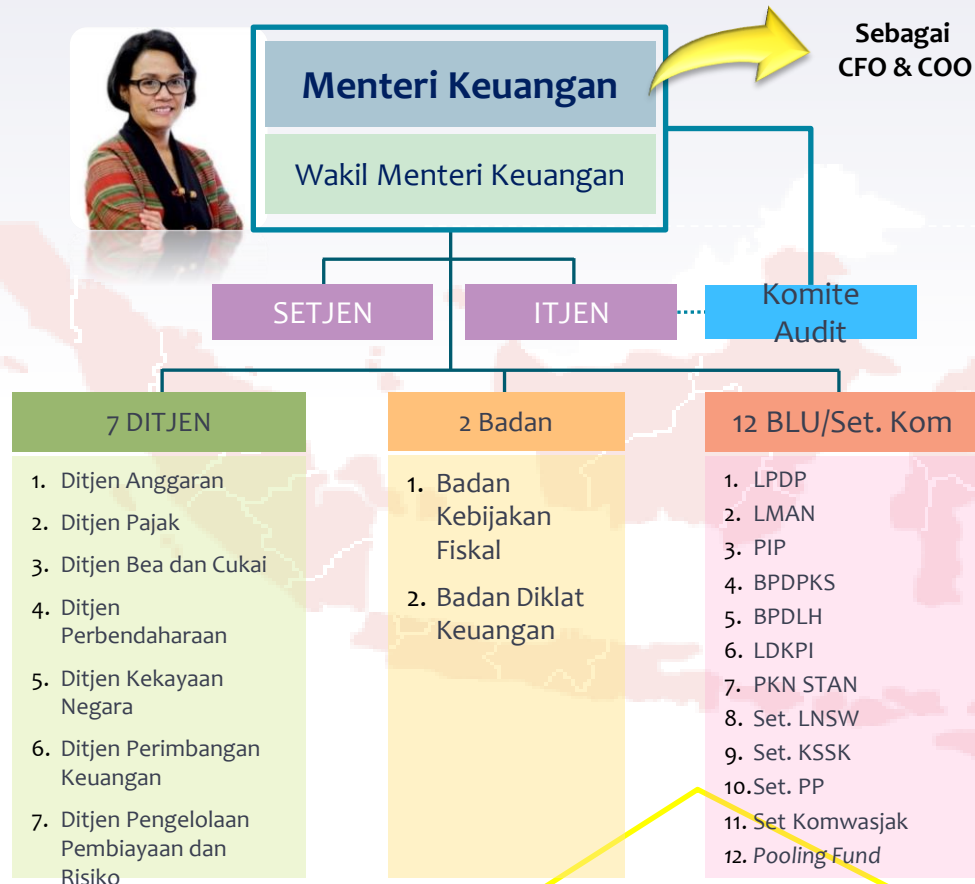 Sebagai
CFO & COO
Menteri Keuangan
Wakil Menteri Keuangan
SETJEN
ITJEN
Komite
Audit
7 DITJEN
1. Ditjen Anggaran
2. Ditjen Pajak
3. Ditjen Bea dan Cukai
4. Ditjen
Perbendaharaan
5. Ditjen Kekayaan
Negara
6. Ditjen Perimbangan
Keuangan
7. Ditjen Pengelolaan
Pembiayaan dan
Risiko
2 Badan
1. Badan
Kebijakan
Fiskal
2. Badan Diklat
Keuangan
12 BLU/Set. Kom
1. LPDP
2. LMAN
3. PIP
4. BPDPKS
5. BPDLH
6. LDKPI
7. PKN STAN
8. Set. LNSW
9. Set. KSSK
10.Set. PP
11. Set Komwasjak
12. Pooling Fund